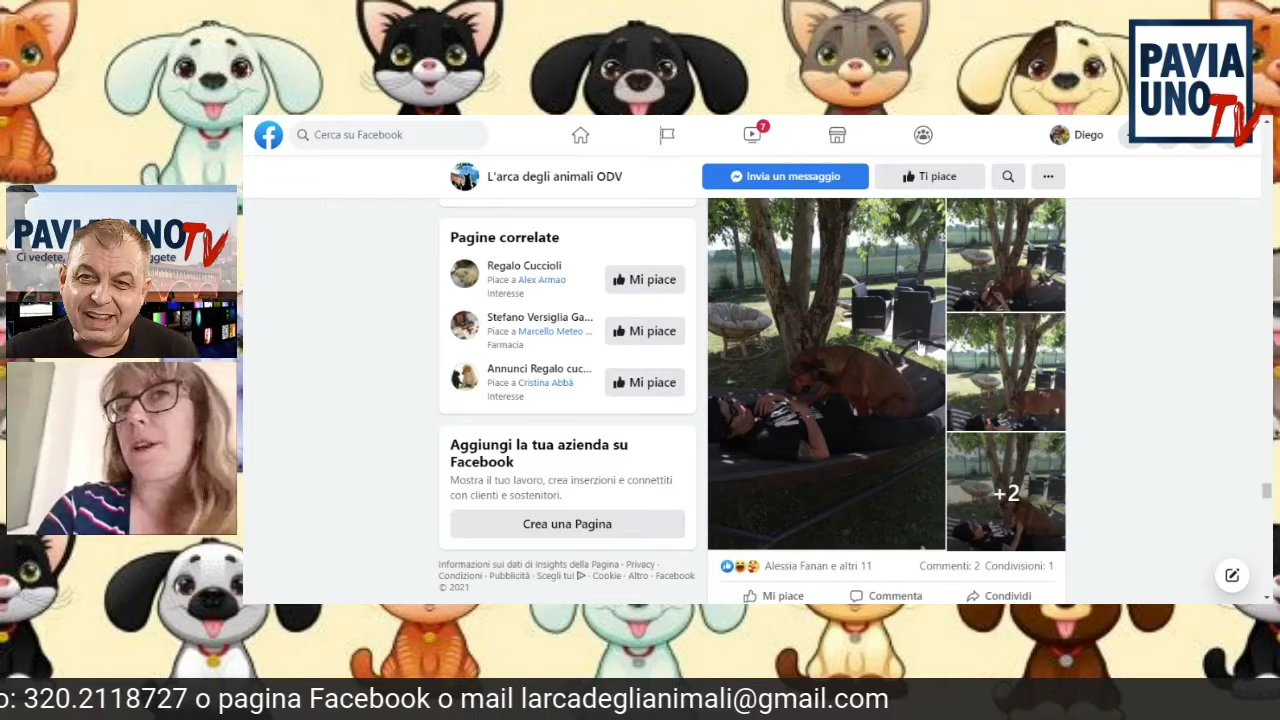 PAVIA
UNO
TV
Cerca su Facebook
7
Diego
L'arca degli animali ODV
Invia un messaggio
Ti piace
PAVIA UNO TV
Ci vedete,
Pagine correlate
Regalo Cuccioli
Piace a Alex Armao
Interesse
Mi piace
Stefano Versiglia Ga...
Piace a Marcello Meteo ...
Farmacia
Mi piace
Annunci Regalo cuc...
Piace a Cristina Abbà
Interesse
Mi piace
Aggiungi la tua azienda su
Facebook
Mostra il tuo lavoro, crea inserzioni e connettiti
con clienti e sostenitori.
Crea una Pagina
Informazioni sui dati di Insights della Pagina · Privacy ·
Condizioni · Pubblicità · Scegli tu! · Cookie · Altro · Facebook
© 2021
+2
Alessia Fanan e altri 11
Commenti: 2 Condivisioni: 1
Mi piace
Commenta
Condividi
o: 320.2118727 o pagina Facebook o mail larcadeglianimali@gmail.com